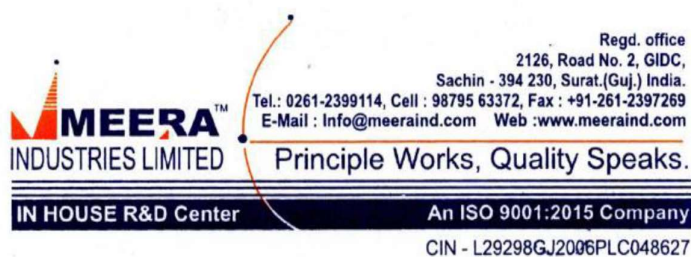 MEERA™
INDUSTRIES LIMITED
Regd. office
2126, Road No. 2, GIDC,
Sachin - 394 230, Surat.(Guj.) India.
Tel.: 0261-2399114, Cell : 98795 63372, Fax : +91-261-2397269
E-Mail : Info@meeraind.com Web :www.meeraind.com
Principle Works, Quality Speaks.
IN HOUSE R&D Center
An ISO 9001:2015 Company
CIN - L29298GJ2006PLC048627